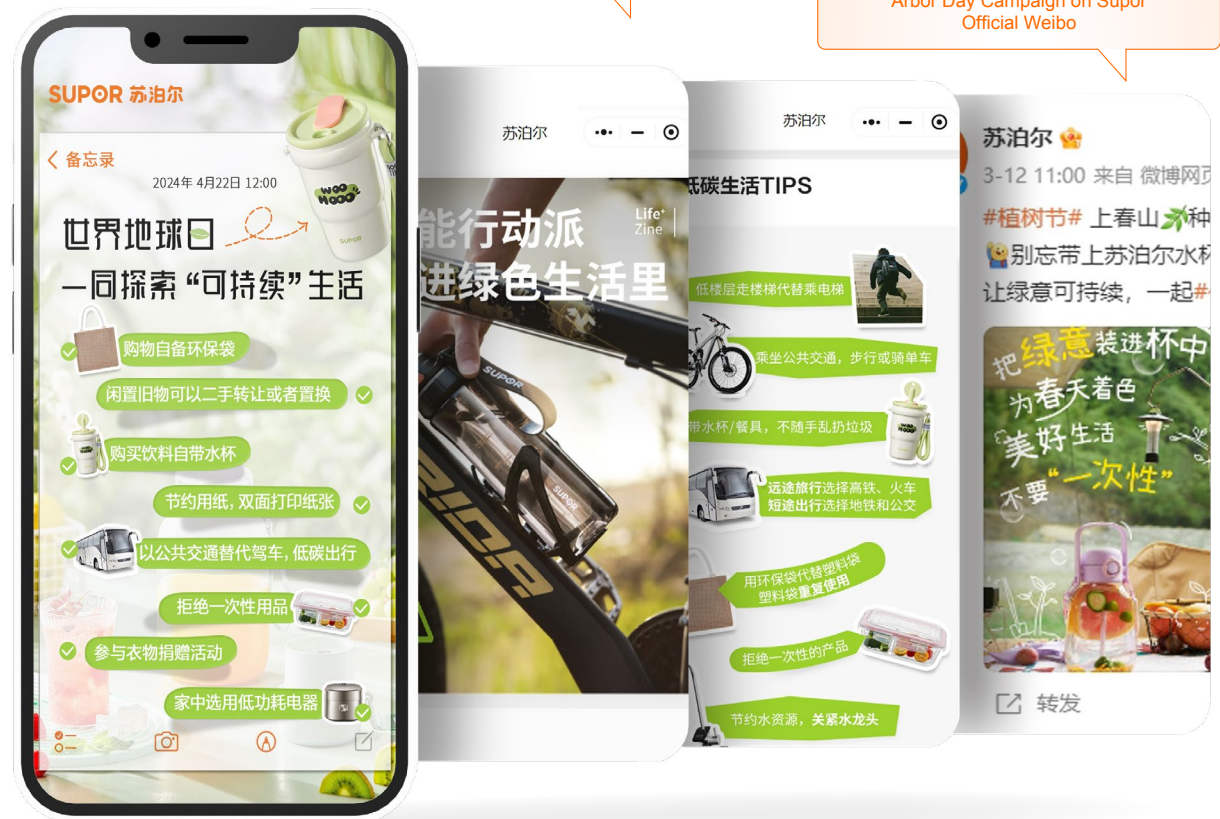 Arbor Day Campaign on Supor
Official Weibo
SUPOR 苏泊尔
备忘录
2024年 4月22日 12:00
世界地球日
一同探索“可持续”生活
购物自备环保袋
闲置旧物可以二手转让或者置换
购买饮料自带水杯
节约用纸,双面打印纸张
以公共交通替代驾车,低碳出行
拒绝一次性用品
参与衣物捐赠活动
家中选用低功耗电器
WOO
MOOO
SUPOR
苏泊尔
能行动派
Life+
Zine
进绿色生活里
SUPOR
SUPOR
苏泊尔
低碳生活TIPS
低楼层走楼梯代替乘电梯
乘坐公共交通，步行或骑单车
带水杯/餐具，不随手乱扔垃圾
远途旅行选择高铁、火车
短途出行选择地铁和公交
用环保袋代替塑料袋
塑料袋重复使用
拒绝一次性的产品
节约水资源，关紧水龙头
苏泊尔
3-12 11:00 来自 微博网页
#植树节# 上春山种
别忘带上苏泊尔水杯
让绿意可持续，一起#
把绿意装进杯中
为春天着色
美好生活
不要“一次性”
转发